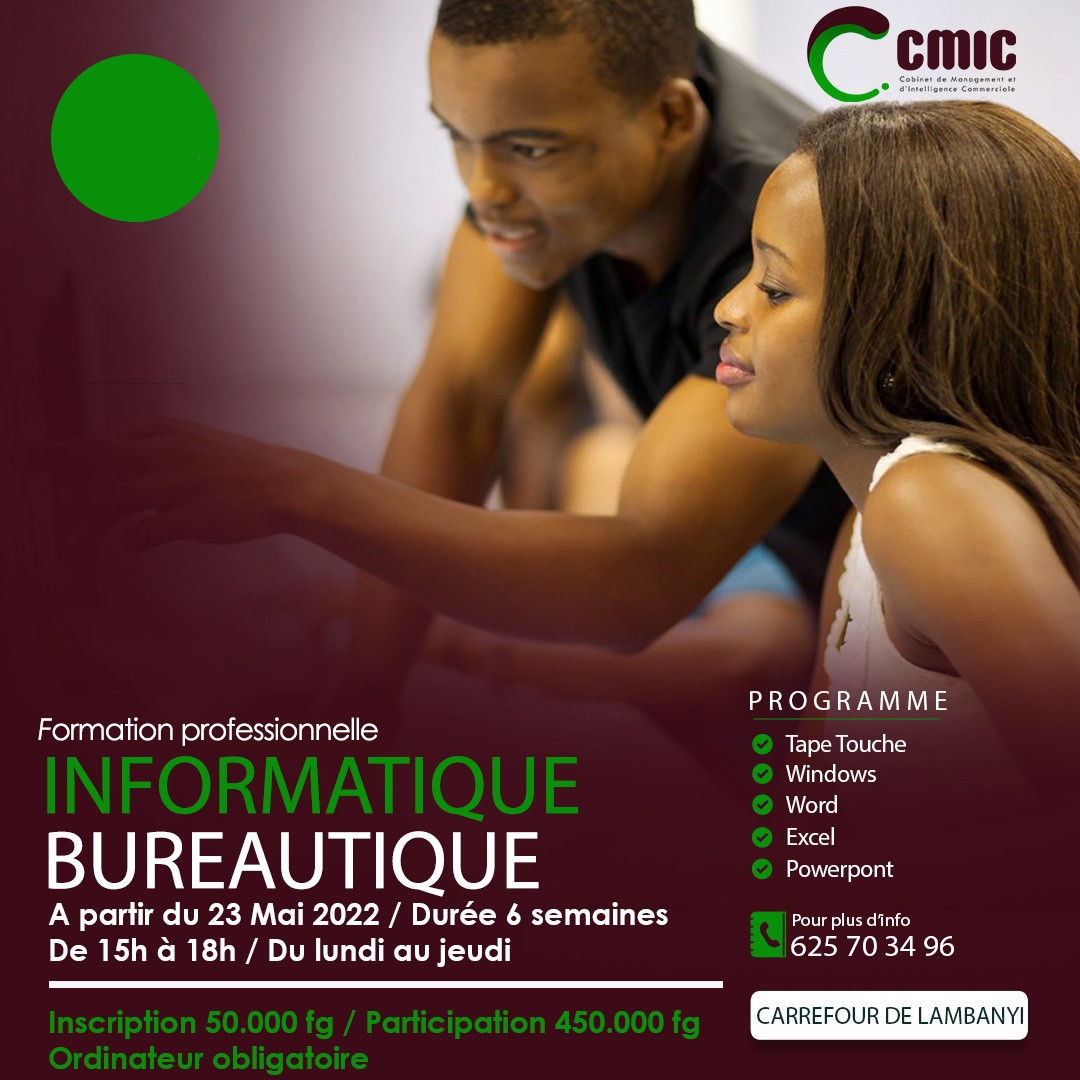 CMIC
Cabinet de Management et
d'Intelligence Commerciale
Formation professionnelle
INFORMATIQUE
BUREAUTIQUE
A partir du 23 Mai 2022 / Durée 6 semaines
De 15h à 18h / Du lundi au jeudi
Inscription 50.000 fg / Participation 450.000 fg
Ordinateur obligatoire
PROGRAMME
Tape Touche
Windows
Word
Excel
Powerpont
Pour plus d'info
625 70 34 96
CARREFOUR DE LAMBANYI